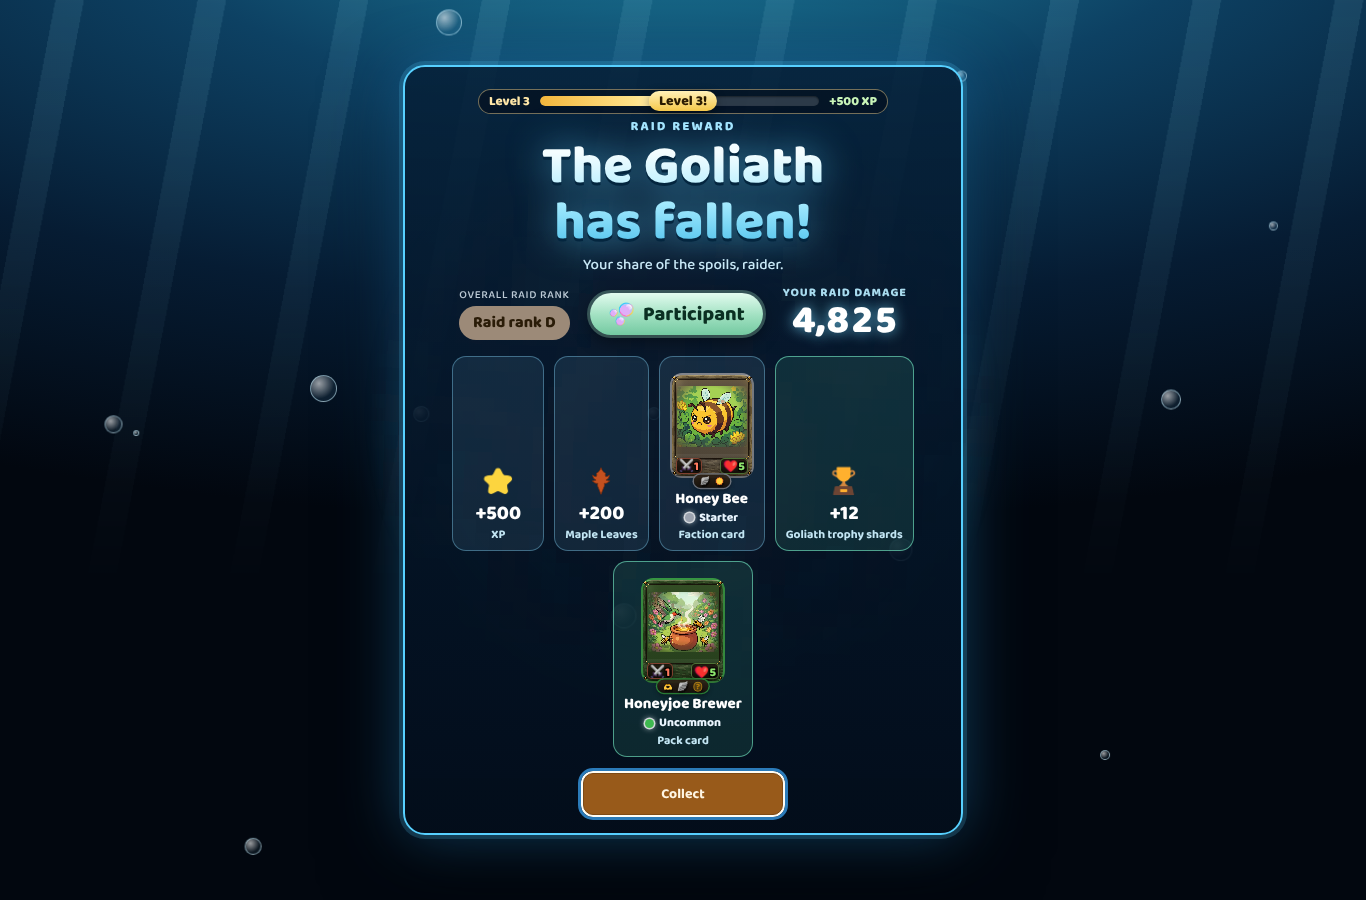 Level 3
Level 3!
+500 XP
RAID REWARD
The Goliath
has fallen!
Your share of the spoils, raider.
OVERALL RAID RANK
Raid rank D
Participant
YOUR RAID DAMAGE
4,825
+500
XP
+200
Maple Leaves
1
5
Honey Bee
Starter
Faction card
+12
Goliath trophy shards
1
5
Honeyjoe Brewer
Uncommon
Pack card
Collect